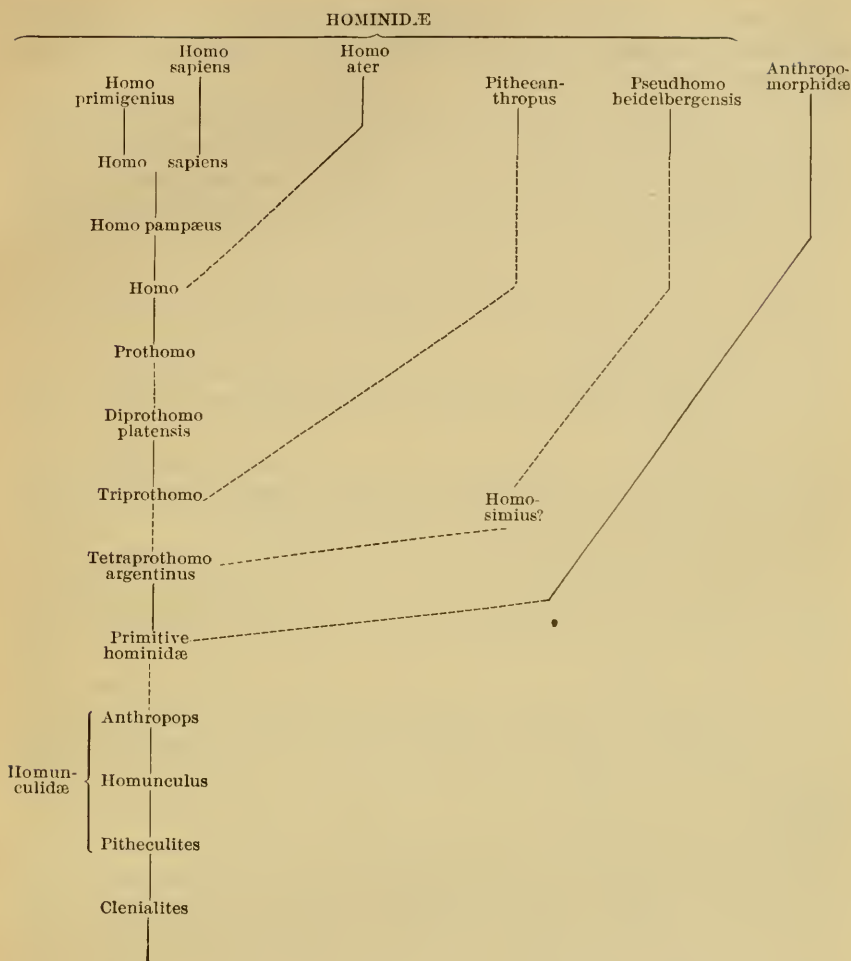 HOMINIDÆ
Homo
sapiens
Homo
ater
Homo
primigenius
Pithecan-
thropus
Pseudhomo
heidelbergensis
Anthropo-
morphidæ
Homo sapiens
Homo pampæus
Homo
Prothomo
Diprothomo
platensis
Triprothomo
Homo-
simius?
Tetraprothomo
argentinus
Primitive
hominidæ
Anthropops
Homun-
culidæ
Homunculus
Pitheculites
Clenialites